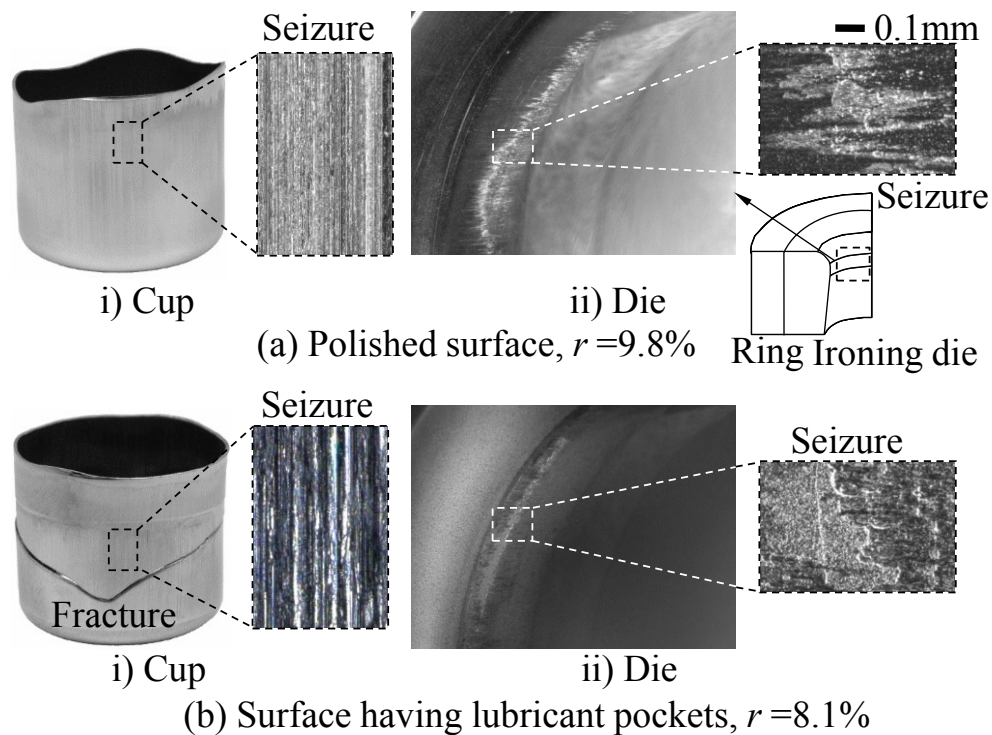 Seizure
0.1mm
Seizure
i) Cup
ii) Die
(a) Polished surface, r =9.8%
Ring Ironing die
Seizure
Seizure
Fracture
i) Cup
ii) Die
(b) Surface having lubricant pockets, r =8.1%